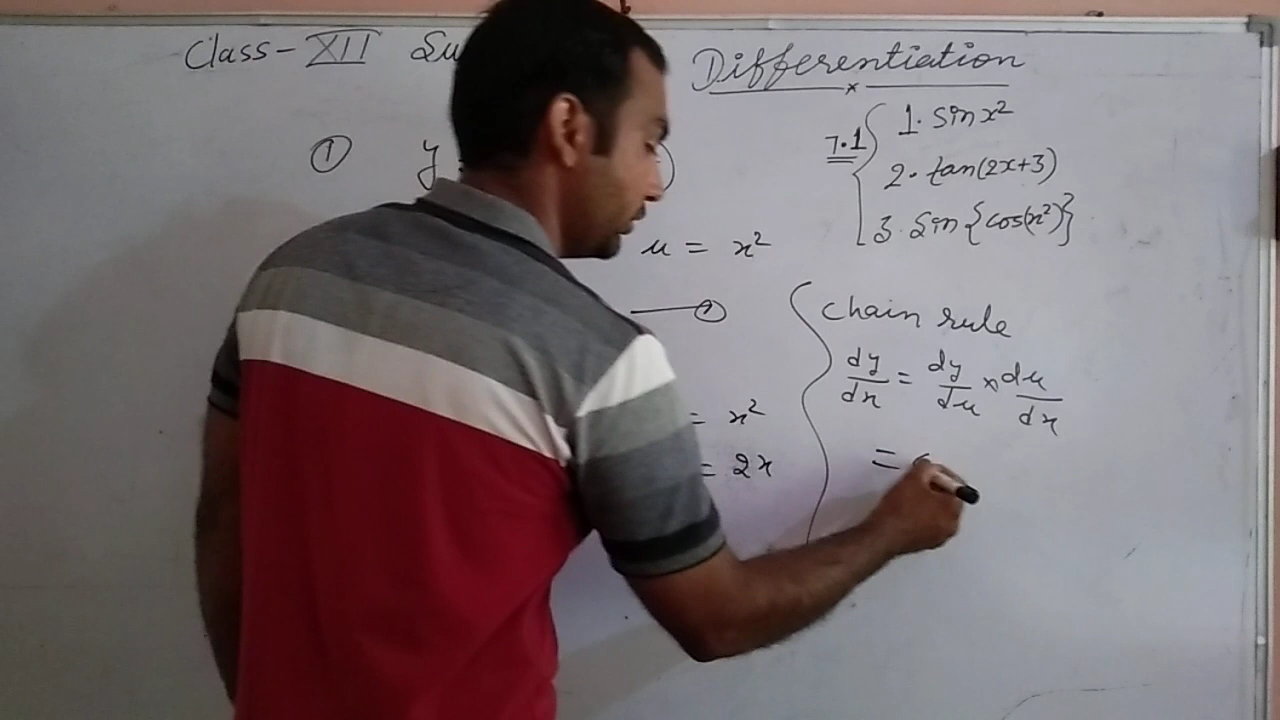 Class - XII
Differentiation
7.1
1. Sin x²
2. tan(2x+3)
3. Sin {cos(x²)}
① y
u = x²
①
= x²
= 2x
Chain rule
dy/dx = dy/du × du/dx
=